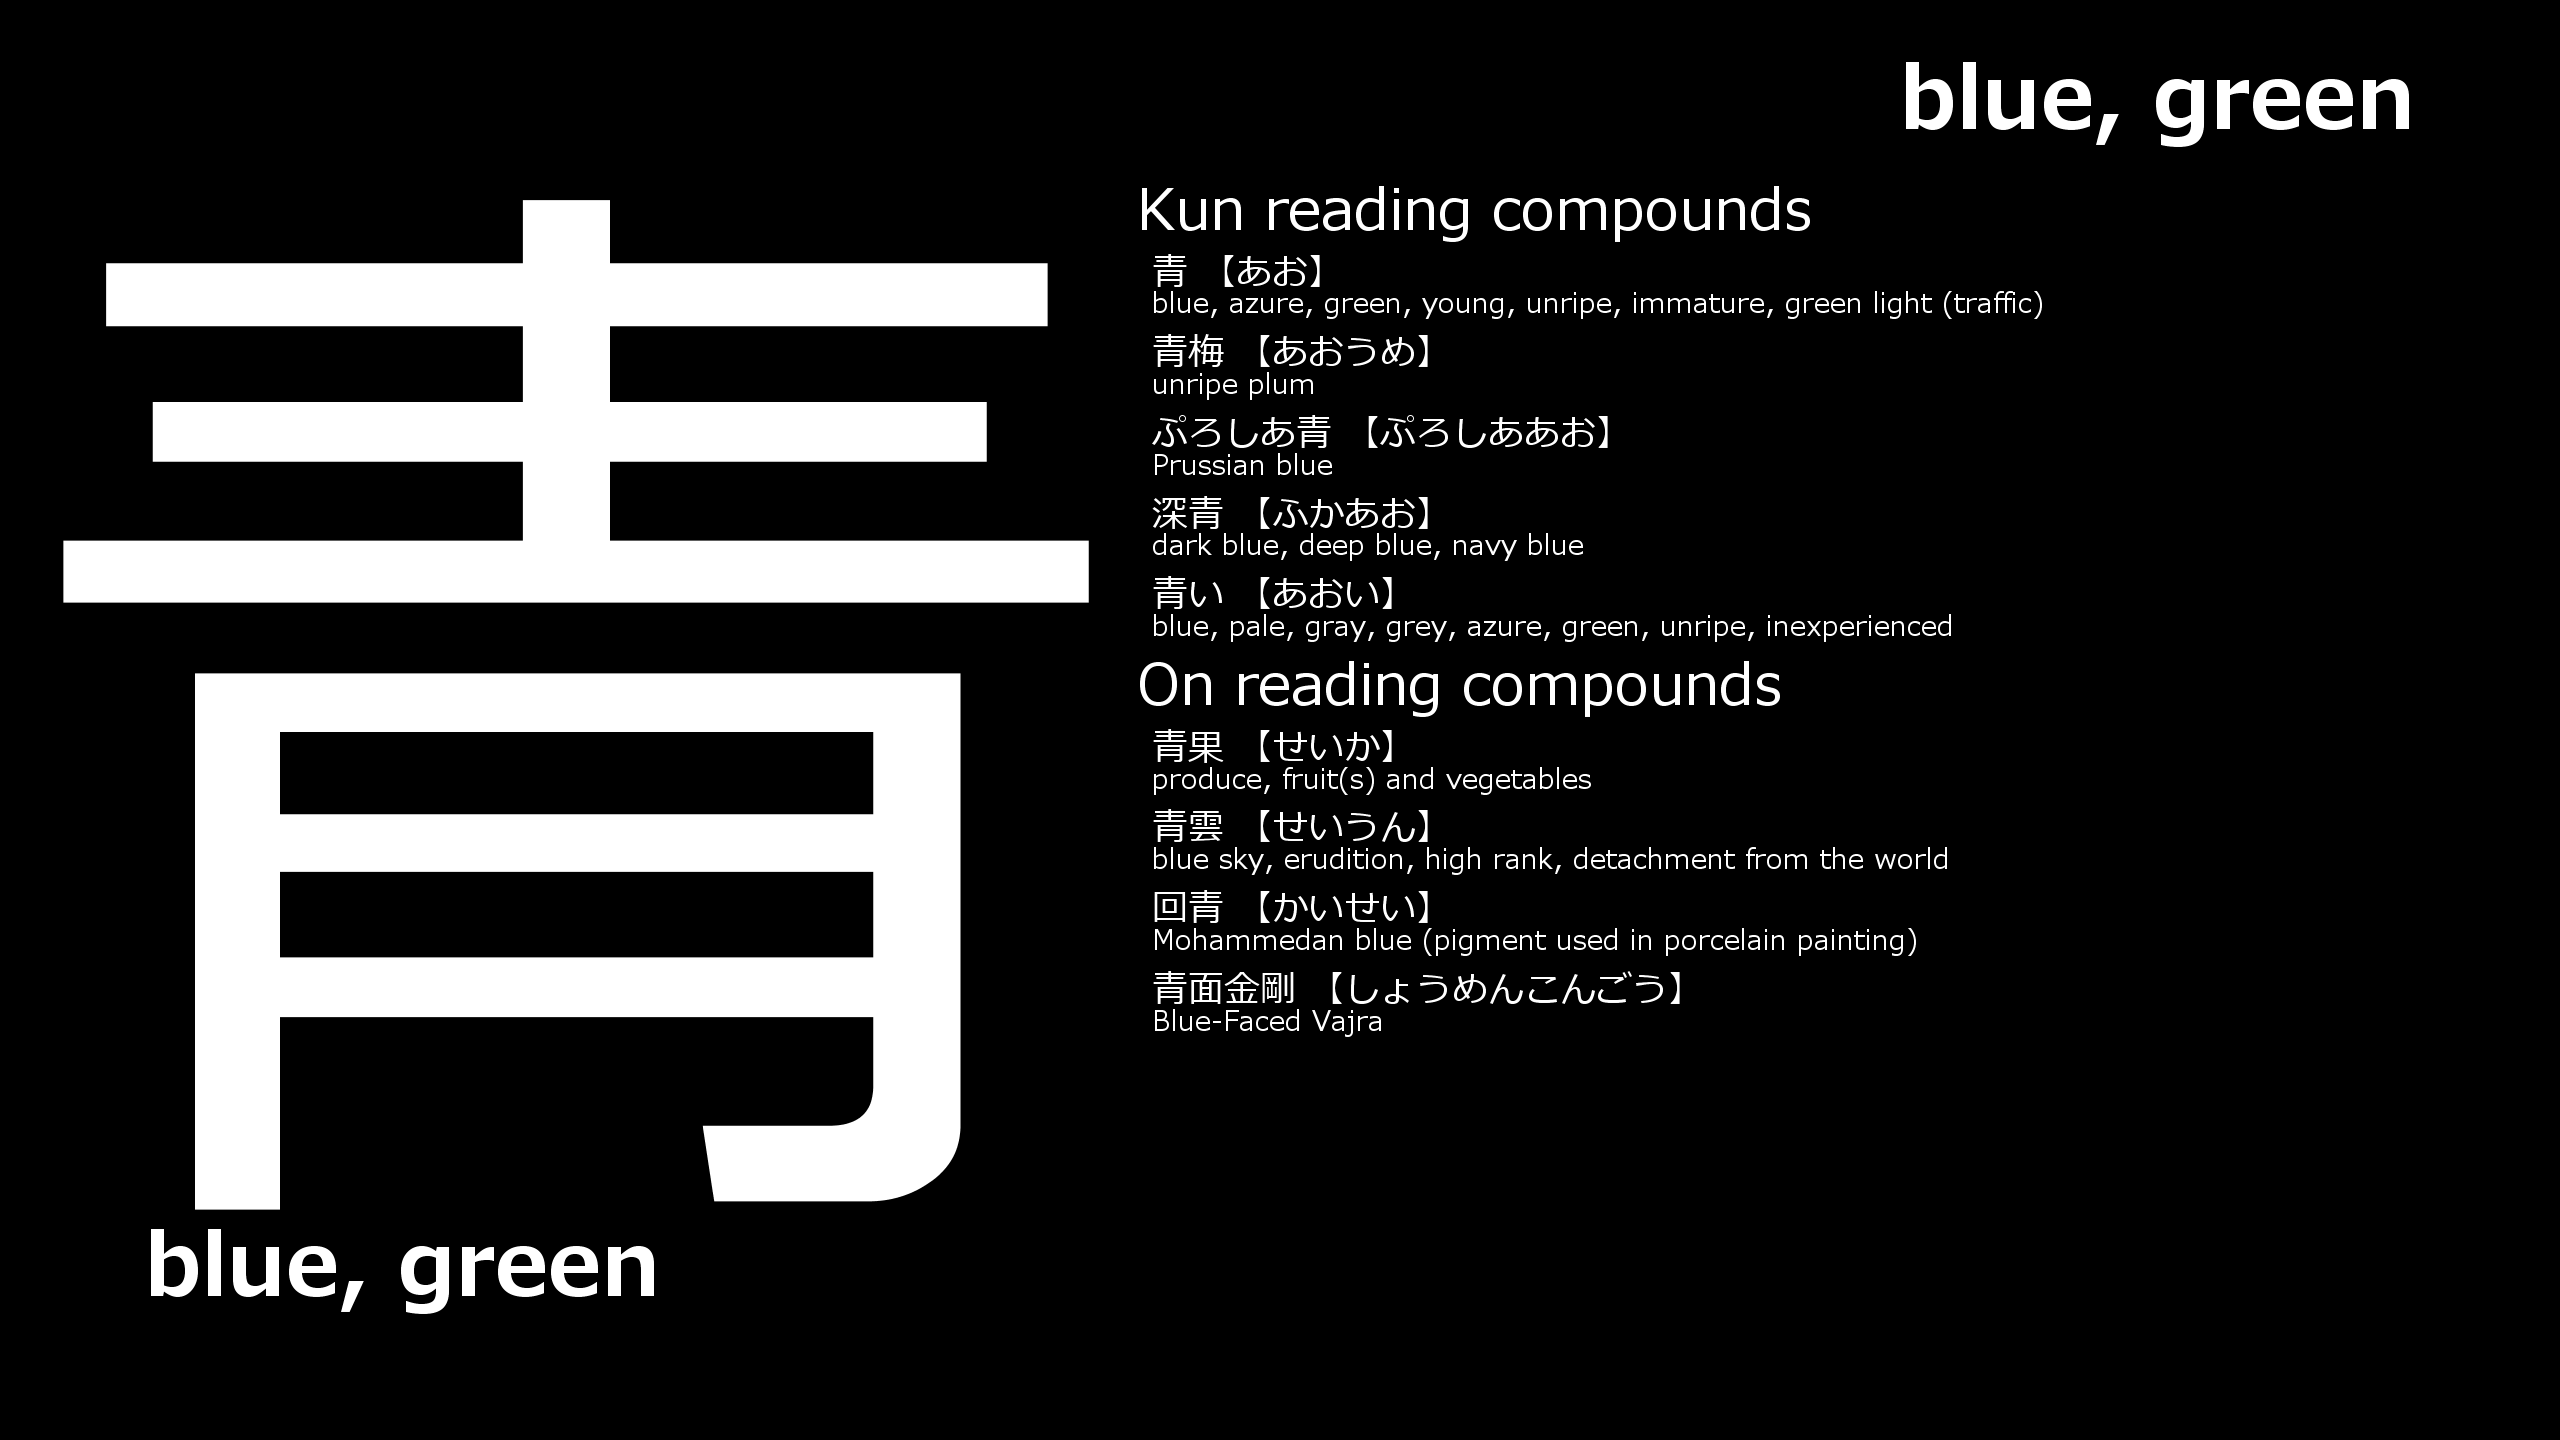 blue, green
青
blue, green
Kun reading compounds
青 【あお】
blue, azure, green, young, unripe, immature, green light (traffic)
青梅 【あおうめ】
unripe plum
ぷろしあ青 【ぷろしああお】
Prussian blue
深青 【ふかあお】
dark blue, deep blue, navy blue
青い 【あおい】
blue, pale, gray, grey, azure, green, unripe, inexperienced
On reading compounds
青果 【せいか】
produce, fruit(s) and vegetables
青雲 【せいうん】
blue sky, erudition, high rank, detachment from the world
回青 【かいせい】
Mohammedan blue (pigment used in porcelain painting)
青面金剛 【しょうめんこんごう】
Blue-Faced Vajra